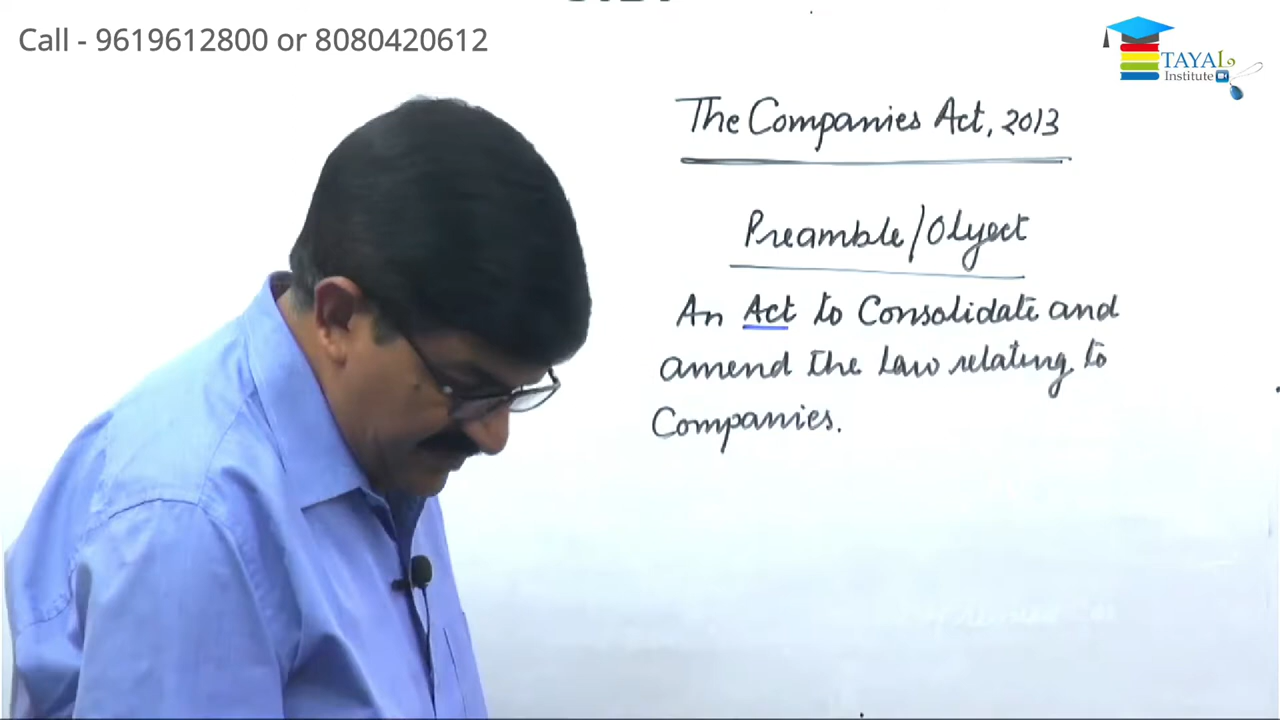 Call - 9619612800 or 8080420612
TAYAL
Institute
The Companies Act, 2013
Preamble/Object
An Act to Consolidate and
amend the Law relating to
Companies.